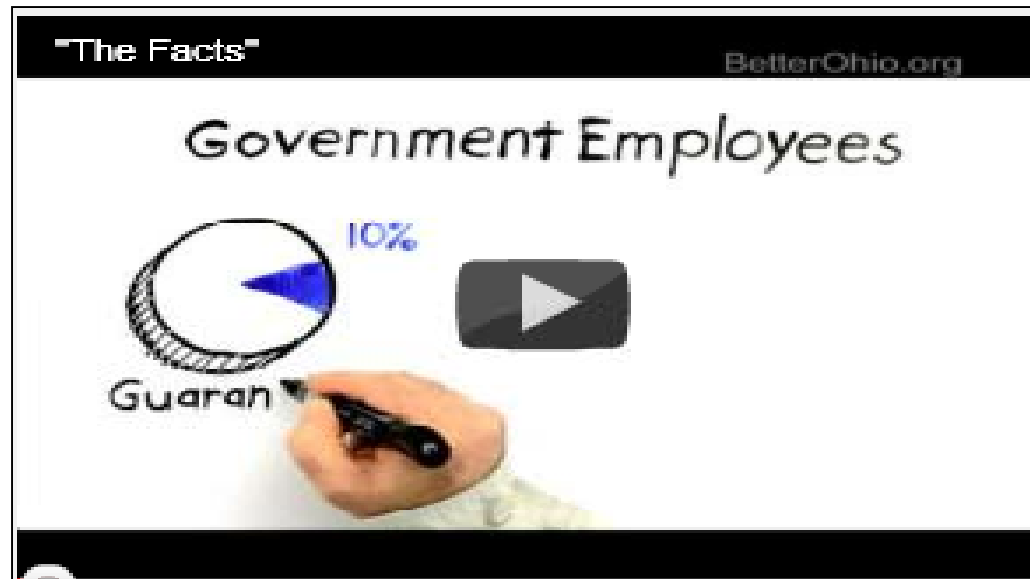 "The Facts"
BetterOhio.org
Government Employees
10%
Guaran